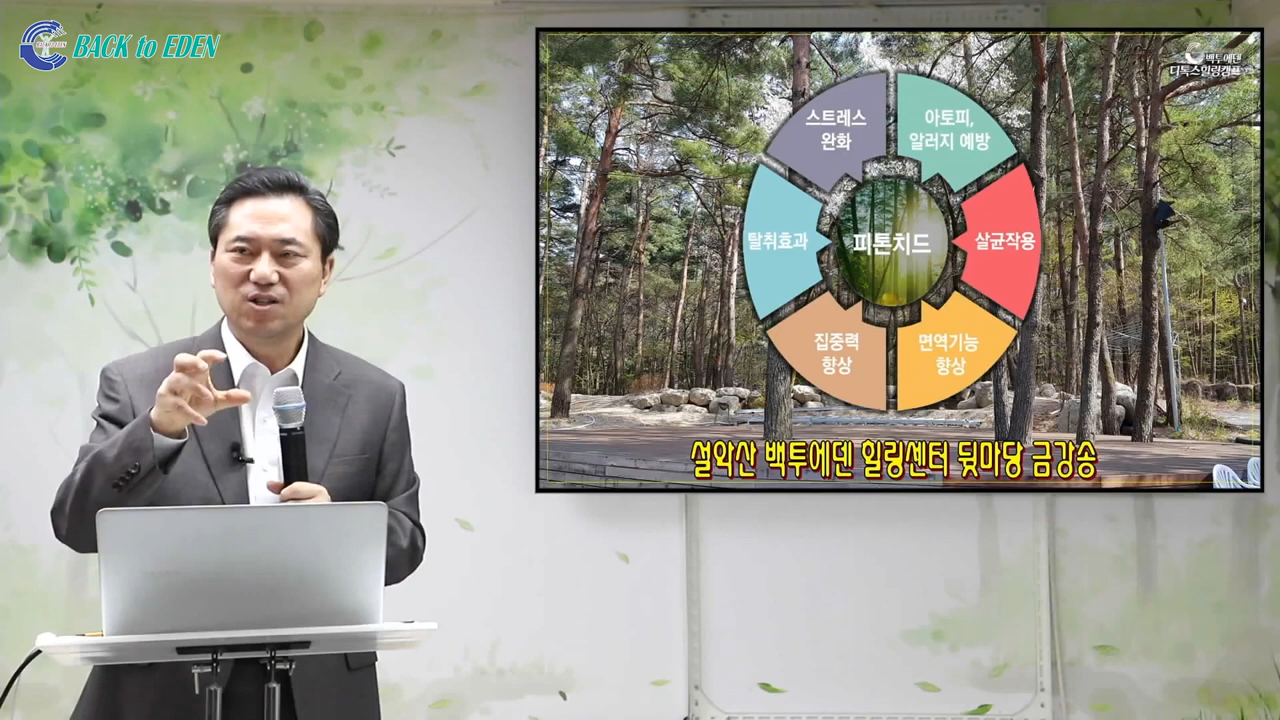 BACK to EDEN
백투에덴
디톡스힐링캠프
스트레스
완화
아토피,
알러지 예방
탈취효과
피톤치드
살균작용
집중력
향상
면역기능
향상
설악산 백투에덴 힐링센터 뒷마당 금강송